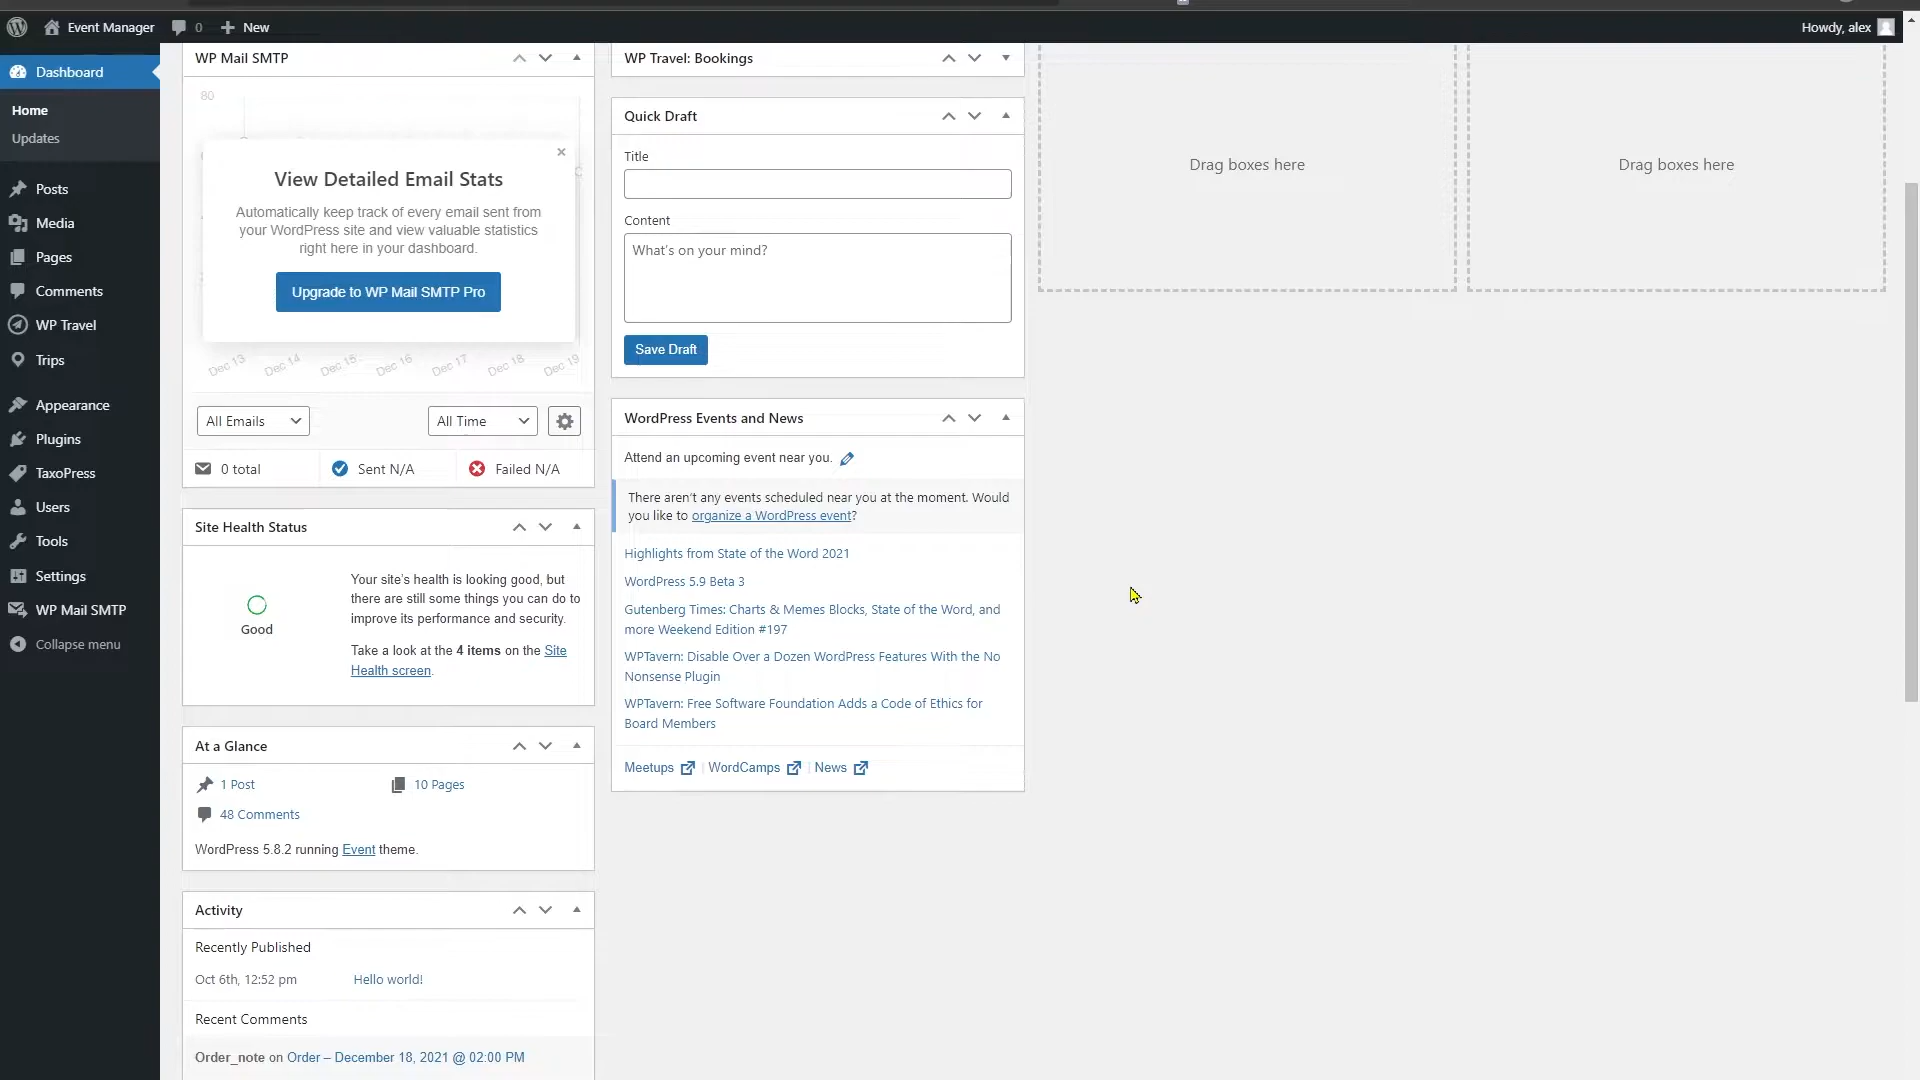 Event Manager
0
New
Howdy, alex
Dashboard
Home
Updates
Posts
Media
Pages
Comments
WP Travel
Trips
Appearance
Plugins
TaxoPress
Users
Tools
Settings
WP Mail SMTP
Collapse menu
WP Mail SMTP
80
View Detailed Email Stats
Automatically keep track of every email sent from
your WordPress site and view valuable statistics
right here in your dashboard.
Upgrade to WP Mail SMTP Pro
Dec 13 Dec 14 Dec 15 Dec 16 Dec 17 Dec 18 Dec 19
All Emails
All Time
0 total
Sent N/A
Failed N/A
Site Health Status
Good
Your site's health is looking good, but
there are still some things you can do to
improve its performance and security.
Take a look at the 4 items on the Site
Health screen.
At a Glance
1 Post
10 Pages
48 Comments
WordPress 5.8.2 running Event theme.
Activity
Recently Published
Oct 6th, 12:52 pm
Hello world!
Recent Comments
Order_note on Order – December 18, 2021 @ 02:00 PM
WP Travel: Bookings
Quick Draft
Title
Content
What's on your mind?
Save Draft
WordPress Events and News
Attend an upcoming event near you.
There aren't any events scheduled near you at the moment. Would
you like to organize a WordPress event?
Highlights from State of the Word 2021
WordPress 5.9 Beta 3
Gutenberg Times: Charts & Memes Blocks, State of the Word, and
more Weekend Edition #197
WPTavern: Disable Over a Dozen WordPress Features With the No
Nonsense Plugin
WPTavern: Free Software Foundation Adds a Code of Ethics for
Board Members
Meetups | WordCamps | News
Drag boxes here
Drag boxes here